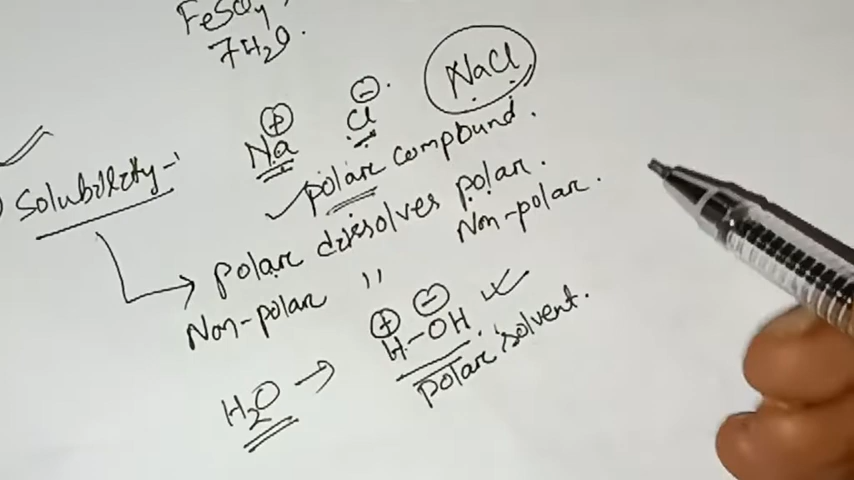 FeSO4
7H2O.
Na⊕ Cl⊖ . NaCl
Solubility -
polar compound.
polar dissolves polar.
Non-polar " Non-polar.
H2O → H⊕-OH⊖ .
polar solvent.